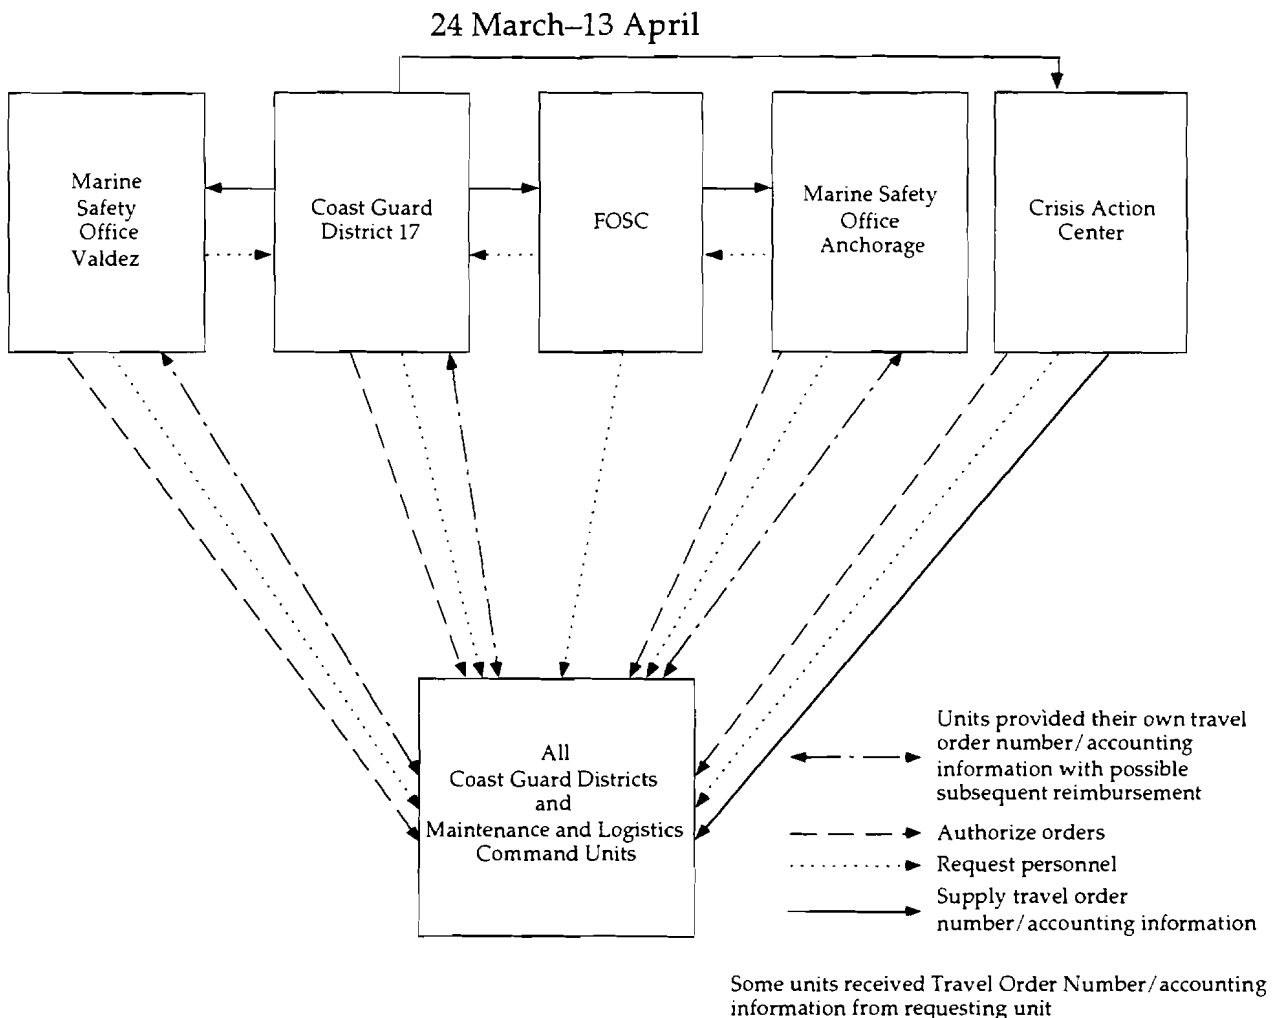 24 March–13 April
Marine
Safety
Office
Valdez
Coast Guard
District 17
FOSC
Marine Safety
Office
Anchorage
Crisis Action
Center
All
Coast Guard Districts
and
Maintenance and Logistics
Command Units
Units provided their own travel
order number/accounting
information with possible
subsequent reimbursement
Authorize orders
Request personnel
Supply travel order
number/accounting information
Some units received Travel Order Number/accounting
information from requesting unit